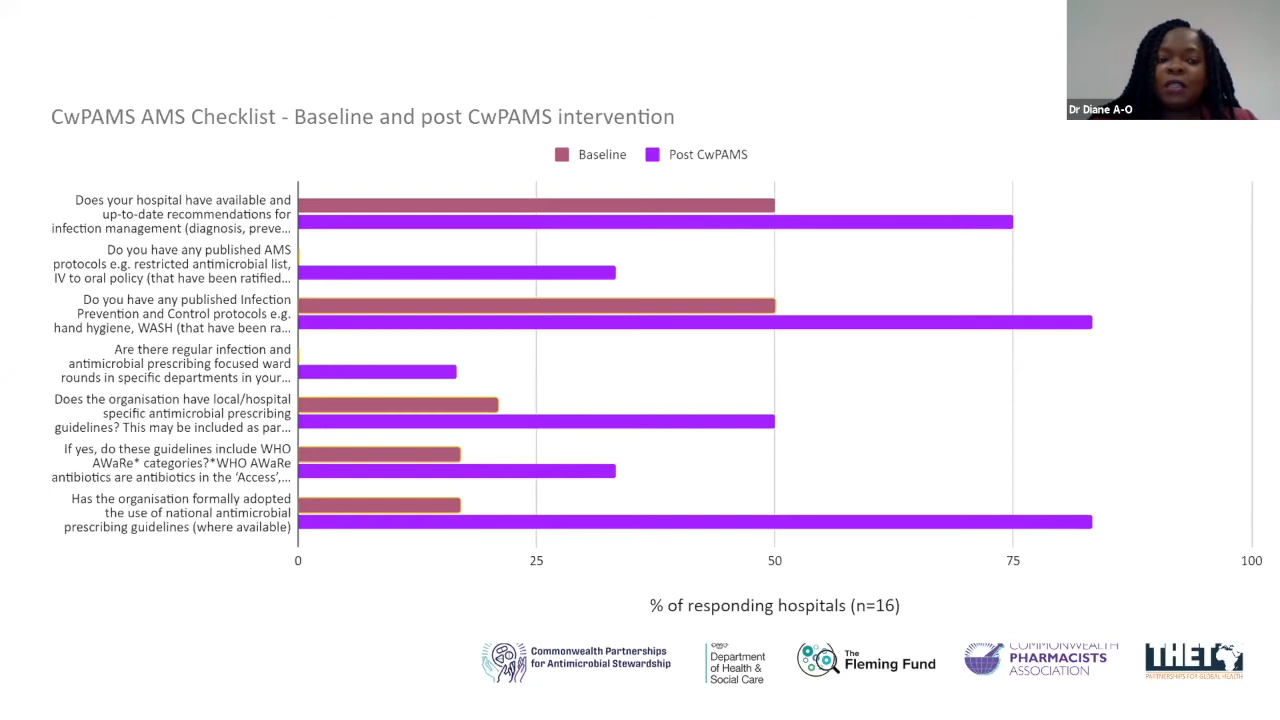 Dr Diane A-O
CwPAMS AMS Checklist - Baseline and post CwPAMS intervention
Baseline
Post CwPAMS
Does your hospital have available and
up-to-date recommendations for
infection management (diagnosis, preve...
Do you have any published AMS
protocols e.g. restricted antimicrobial list,
IV to oral policy (that have been ratified...
Do you have any published Infection
Prevention and Control protocols e.g.
hand hygiene, WASH (that have been ra...
Are there regular infection and
antimicrobial prescribing focused ward
rounds in specific departments in your...
Does the organisation have local/hospital
specific antimicrobial prescribing
guidelines? This may be included as par...
If yes, do these guidelines include WHO
AWaRe* categories?*WHO AWaRe
antibiotics are antibiotics in the ‘Access’,...
Has the organisation formally adopted
the use of national antimicrobial
prescribing guidelines (where available)
0
25
50
75
100
% of responding hospitals (n=16)
Commonwealth Partnerships
for Antimicrobial Stewardship
Department
of Health &
Social Care
The
Fleming Fund
COMMONWEALTH
PHARMACISTS
ASSOCIATION
THET
PARTNERSHIPS FOR GLOBAL HEALTH